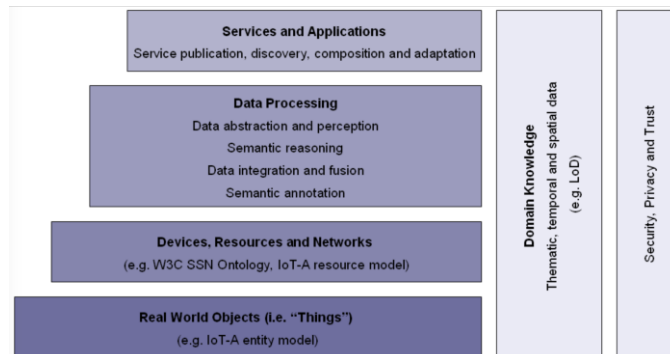 Services and Applications
Service publication, discovery, composition and adaptation
Data Processing
Data abstraction and perception
Semantic reasoning
Data integration and fusion
Semantic annotation
Devices, Resources and Networks
(e.g. W3C SSN Ontology, IoT-A resource model)
Real World Objects (i.e. “Things”)
(e.g. IoT-A entity model)
Domain Knowledge
Thematic, temporal and spatial data
(e.g. LoD)
Security, Privacy and Trust